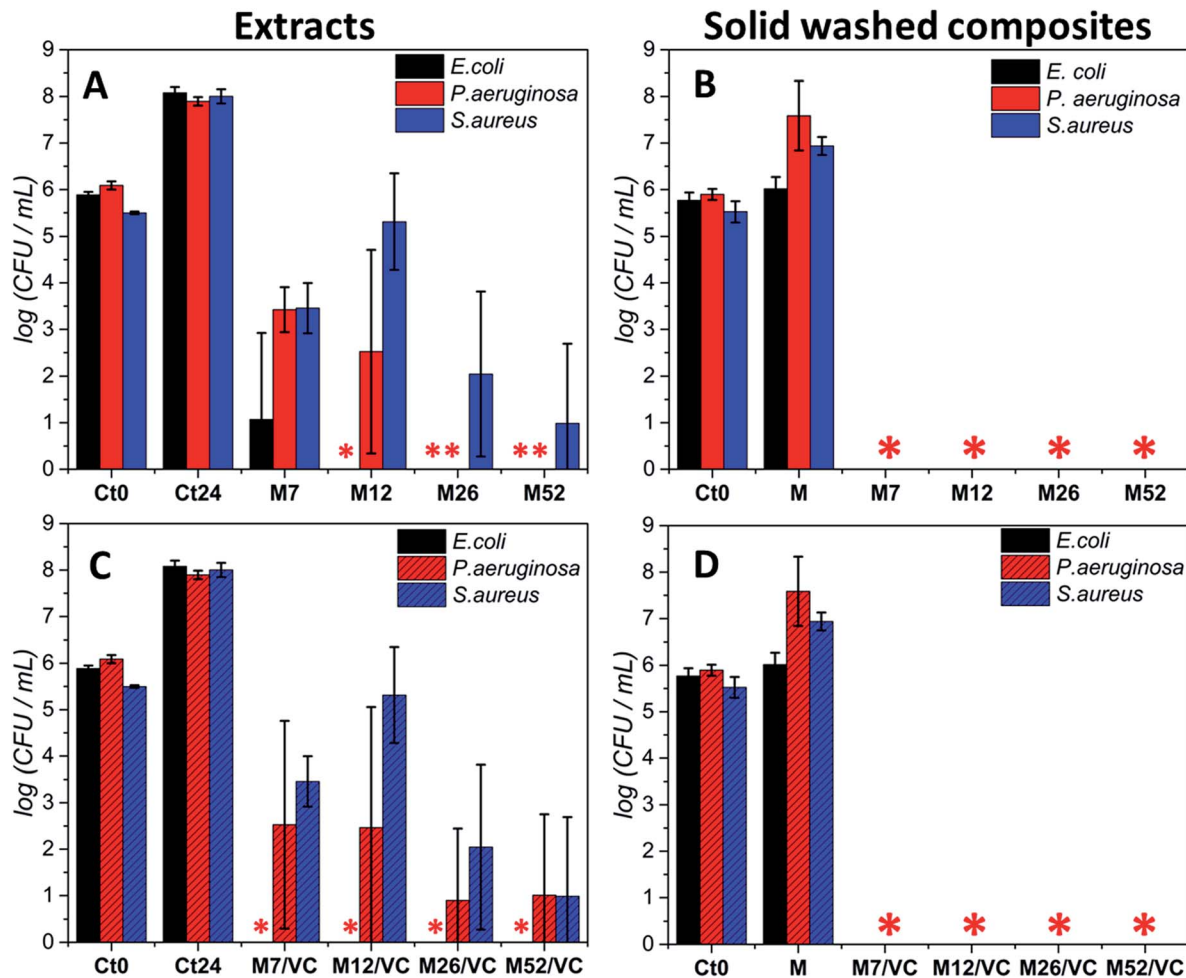 Extracts
Solid washed composites
A
E.coli
P.aeruginosa
S.aureus
log (CFU / mL)
9
8
7
6
5
4
3
2
1
0
* ** **
Ct0 Ct24 M7 M12 M26 M52
B
E. coli
P. aeruginosa
S.aureus
log (CFU / mL)
9
8
7
6
5
4
3
2
1
0
* * * *
Ct0 M M7 M12 M26 M52
C
E.coli
P.aeruginosa
S.aureus
log (CFU / mL)
9
8
7
6
5
4
3
2
1
0
* * * *
Ct0 Ct24 M7/VC M12/VC M26/VC M52/VC
D
E.coli
P.aeruginosa
S.aureus
log (CFU / mL)
9
8
7
6
5
4
3
2
1
0
* * * *
Ct0 M M7/VC M12/VC M26/VC M52/VC